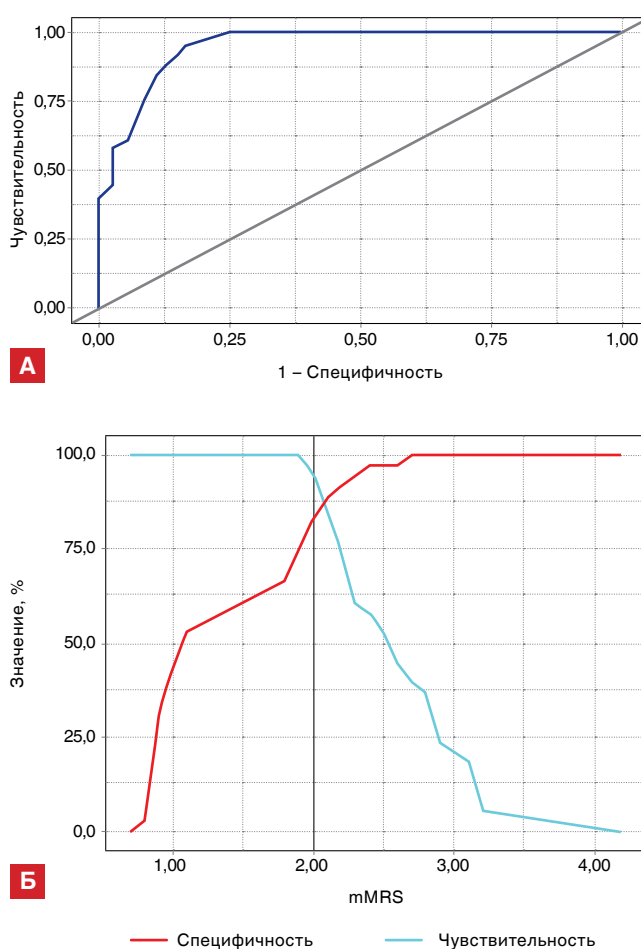 1,00
0,75
0,50
0,25
0,00
Чувствительность
0,00 0,25 0,50 0,75 1,00
1 – Специфичность
А
100,0
75,0
50,0
25,0
0,0
Значение, %
1,00 2,00 3,00 4,00
mMRS
Б
Специфичность Чувствительность